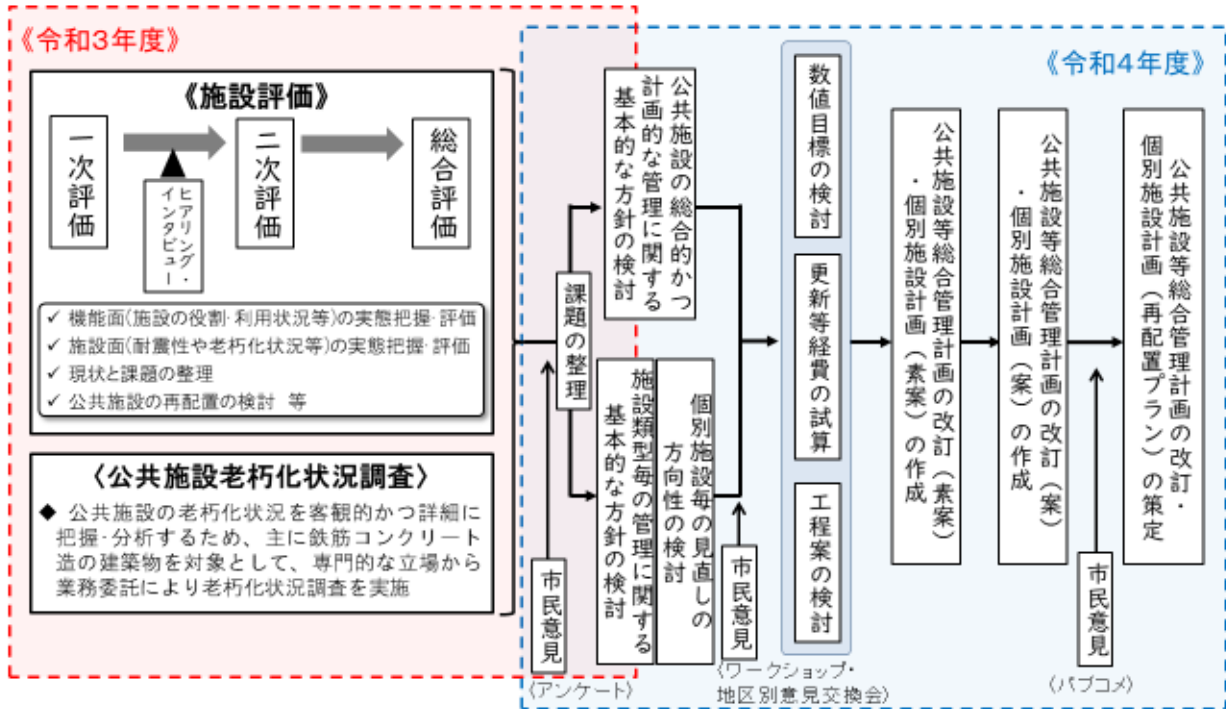 《令和3年度》
《施設評価》
一次評価
ヒアリング・
インタビュー
二次評価
総合評価
✓ 機能面(施設の役割・利用状況等)の実態把握・評価
✓ 施設面(耐震性や老朽化状況等)の実態把握・評価
✓ 現状と課題の整理
✓ 公共施設の再配置の検討 等
〈公共施設老朽化状況調査〉
◆ 公共施設の老朽化状況を客観的かつ詳細に
把握・分析するため、主に鉄筋コンクリート
造の建築物を対象として、専門的な立場から
業務委託により老朽化状況調査を実施
《令和4年度》
市民意見
〈アンケート〉
課題の整理
公共施設の総合的かつ
計画的な管理に関する
基本的な方針の検討
施設類型毎の管理に関する
基本的な方針の検討
個別施設毎の見直しの
方向性の検討
市民意見
〈ワークショップ・
地区別意見交換会〉
数値目標の検討
更新等経費の試算
工程案の検討
公共施設等総合管理計画の改訂（素案）
・個別施設計画（素案）の作成
公共施設等総合管理計画の改訂（案）
・個別施設計画（案）の作成
市民意見
〈パブコメ〉
公共施設等総合管理計画の改訂・
個別施設計画（再配置プラン）の策定